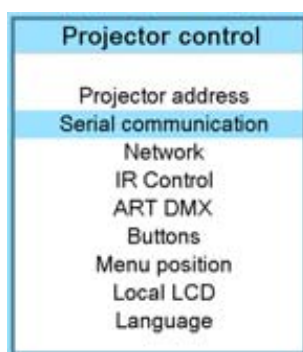 Projector control
Projector address
Serial communication
Network
IR Control
ART DMX
Buttons
Menu position
Local LCD
Language